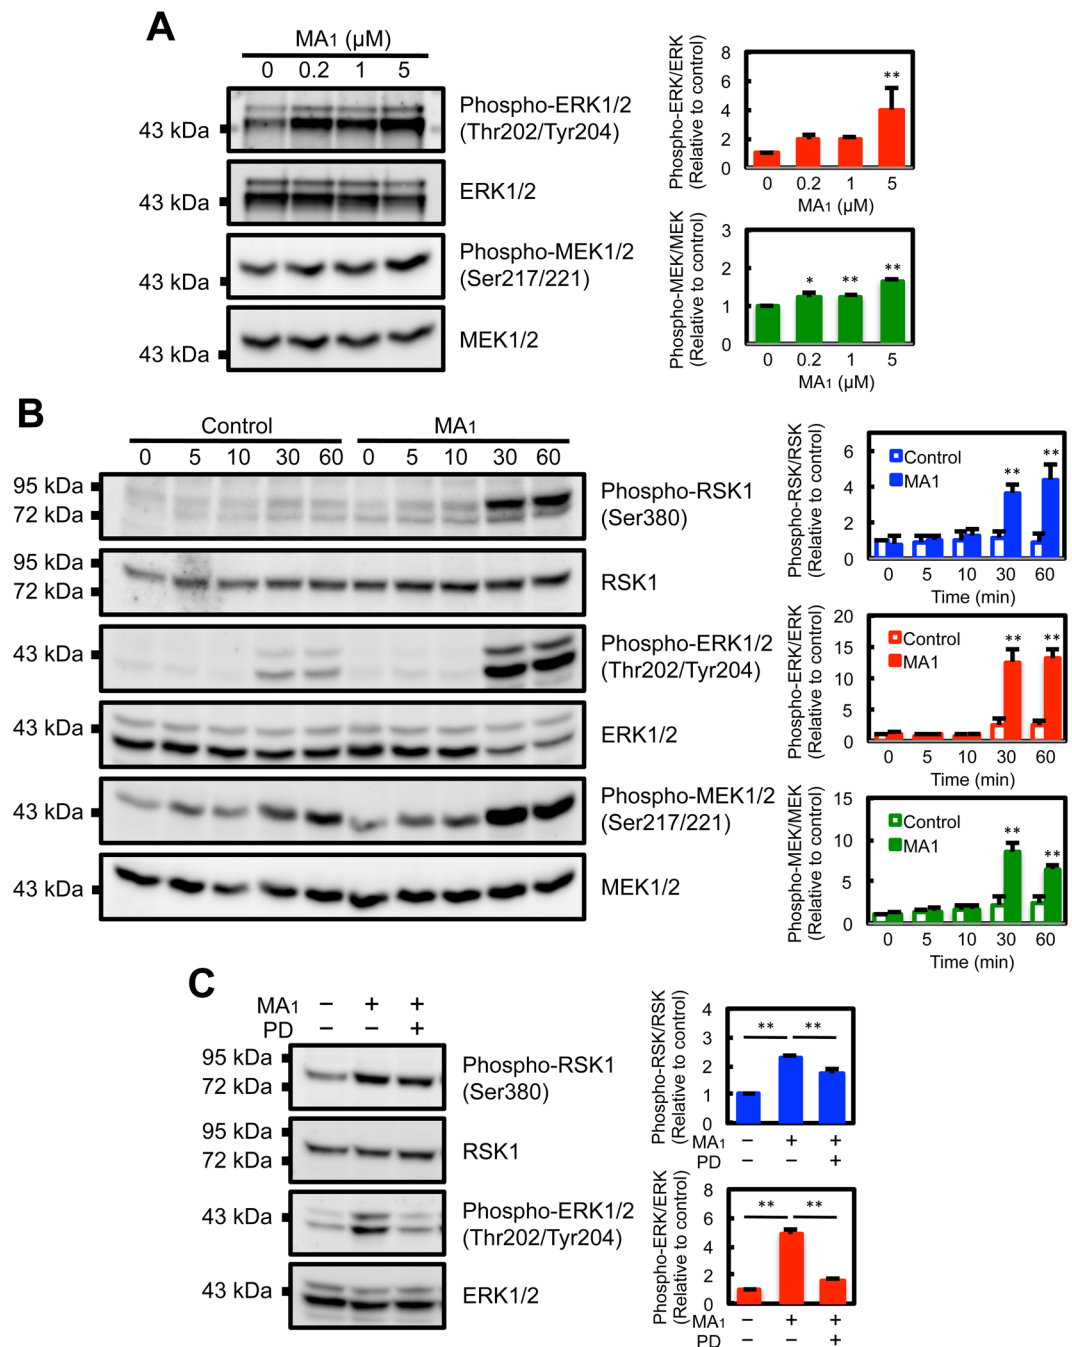 A
MA1 (µM)
0 0.2 1 5
43 kDa
Phospho-ERK1/2
(Thr202/Tyr204)
43 kDa
ERK1/2
43 kDa
Phospho-MEK1/2
(Ser217/221)
43 kDa
MEK1/2
Phospho-ERK/ERK
(Relative to control)
8
6
4
2
0
**
0 0.2 1 5
MA1 (µM)
Phospho-MEK/MEK
(Relative to control)
3
2
1
0
* ** **
0 0.2 1 5
MA1 (µM)
B
Control MA1
0 5 10 30 60 0 5 10 30 60
95 kDa
72 kDa
Phospho-RSK1
(Ser380)
95 kDa
72 kDa
RSK1
43 kDa
Phospho-ERK1/2
(Thr202/Tyr204)
43 kDa
ERK1/2
43 kDa
Phospho-MEK1/2
(Ser217/221)
43 kDa
MEK1/2
Phospho-RSK/RSK
(Relative to control)
6
4
2
0
Control
MA1
** **
0 5 10 30 60
Time (min)
Phospho-ERK/ERK
(Relative to control)
20
15
10
5
0
Control
MA1
** **
0 5 10 30 60
Time (min)
Phospho-MEK/MEK
(Relative to control)
15
10
5
0
Control
MA1
** **
0 5 10 30 60
Time (min)
C
MA1 − + +
PD − − +
95 kDa
72 kDa
Phospho-RSK1
(Ser380)
95 kDa
72 kDa
RSK1
43 kDa
Phospho-ERK1/2
(Thr202/Tyr204)
43 kDa
ERK1/2
Phospho-RSK/RSK
(Relative to control)
4
3
2
1
0
** **
MA1 − + +
PD − − +
Phospho-ERK/ERK
(Relative to control)
8
6
4
2
0
** **
MA1 − + +
PD − − +